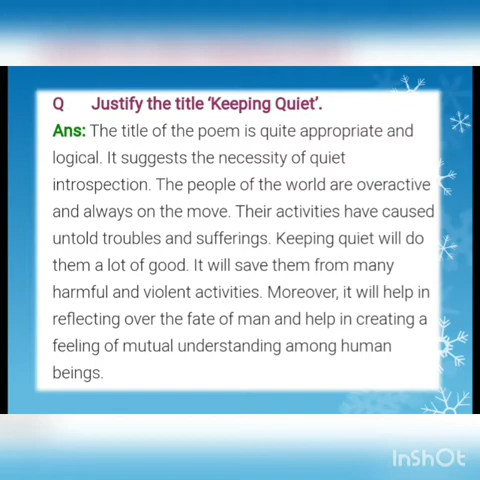 Q Justify the title ‘Keeping Quiet’.
Ans: The title of the poem is quite appropriate and
logical. It suggests the necessity of quiet
introspection. The people of the world are overactive
and always on the move. Their activities have caused
untold troubles and sufferings. Keeping quiet will do
them a lot of good. It will save them from many
harmful and violent activities. Moreover, it will help in
reflecting over the fate of man and help in creating a
feeling of mutual understanding among human
beings.
InShOt